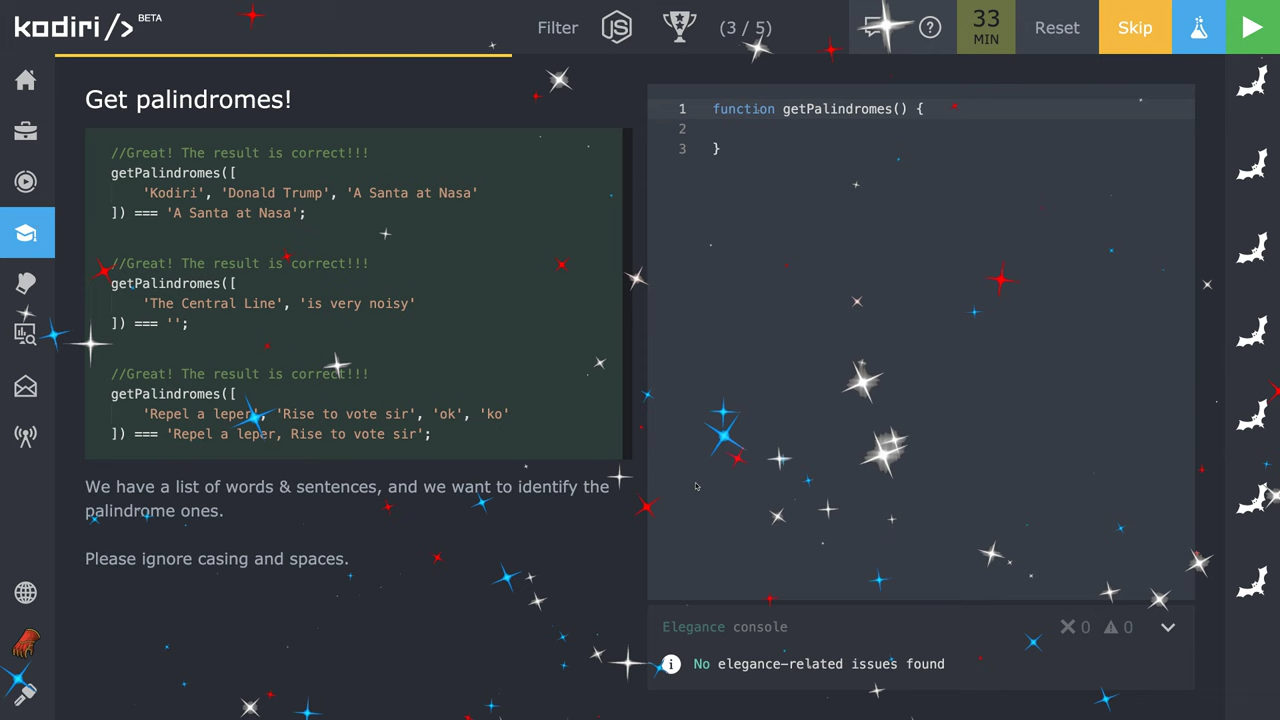 kodiri/> BETA
Filter
JS
(3 / 5)
33
MIN
Reset
Skip
Get palindromes!
//Great! The result is correct!!!
getPalindromes([
'Kodiri', 'Donald Trump', 'A Santa at Nasa'
]) === 'A Santa at Nasa';
//Great! The result is correct!!!
getPalindromes([
'The Central Line', 'is very noisy'
]) === '';
//Great! The result is correct!!!
getPalindromes([
'Repel a leper', 'Rise to vote sir', 'ok', 'ko'
]) === 'Repel a leper, Rise to vote sir';
We have a list of words & sentences, and we want to identify the
palindrome ones.
Please ignore casing and spaces.
1 function getPalindromes() {
2
3 }
Elegance console
0
0
i No elegance-related issues found